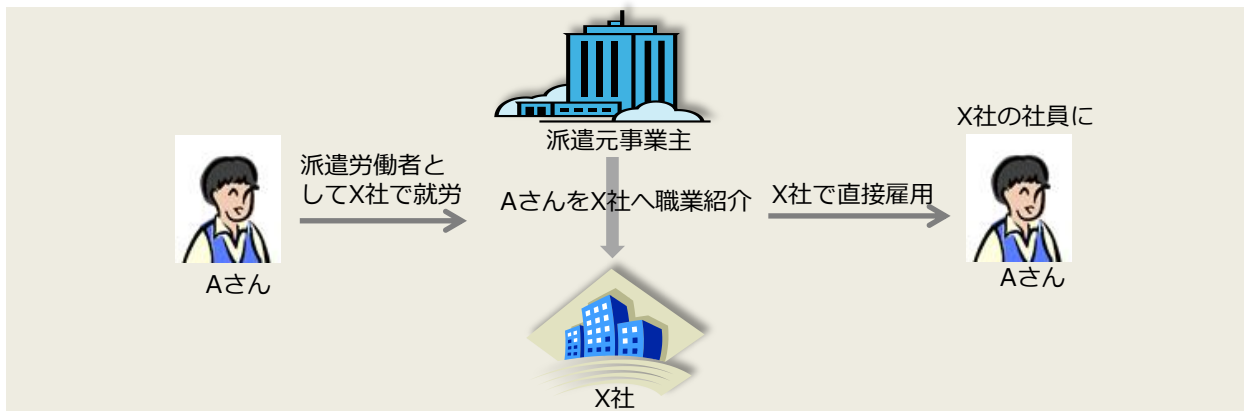 派遣元事業主
X社の社員に
派遣労働者と
してX社で就労
AさんをX社へ職業紹介
X社で直接雇用
Aさん
Aさん
X社